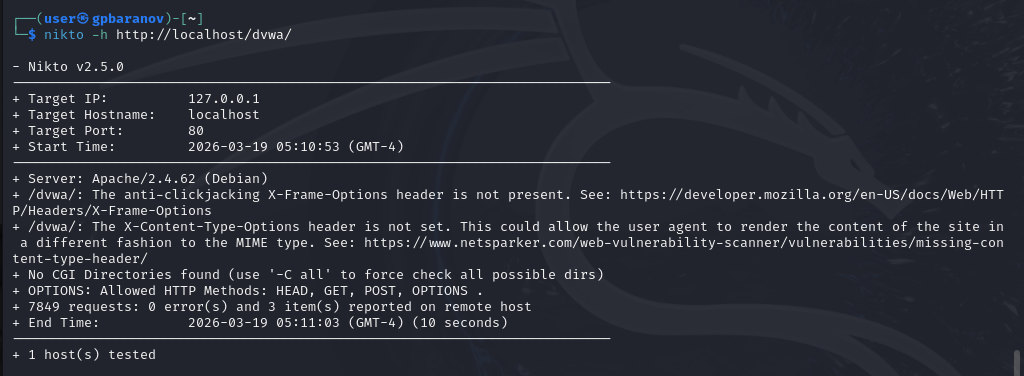 ┌──(user㉿gpbaranov)-[~]
└─$ nikto -h http://localhost/dvwa/
- Nikto v2.5.0
---------------------------------------------------------------------------
+ Target IP:          127.0.0.1
+ Target Hostname:    localhost
+ Target Port:        80
+ Start Time:         2026-03-19 05:10:53 (GMT-4)
---------------------------------------------------------------------------
+ Server: Apache/2.4.62 (Debian)
+ /dvwa/: The anti-clickjacking X-Frame-Options header is not present. See: https://developer.mozilla.org/en-US/docs/Web/HTT
P/Headers/X-Frame-Options
+ /dvwa/: The X-Content-Type-Options header is not set. This could allow the user agent to render the content of the site in
 a different fashion to the MIME type. See: https://www.netsparker.com/web-vulnerability-scanner/vulnerabilities/missing-con
tent-type-header/
+ No CGI Directories found (use '-C all' to force check all possible dirs)
+ OPTIONS: Allowed HTTP Methods: HEAD, GET, POST, OPTIONS .
+ 7849 requests: 0 error(s) and 3 item(s) reported on remote host
+ End Time:           2026-03-19 05:11:03 (GMT-4) (10 seconds)
---------------------------------------------------------------------------
+ 1 host(s) tested